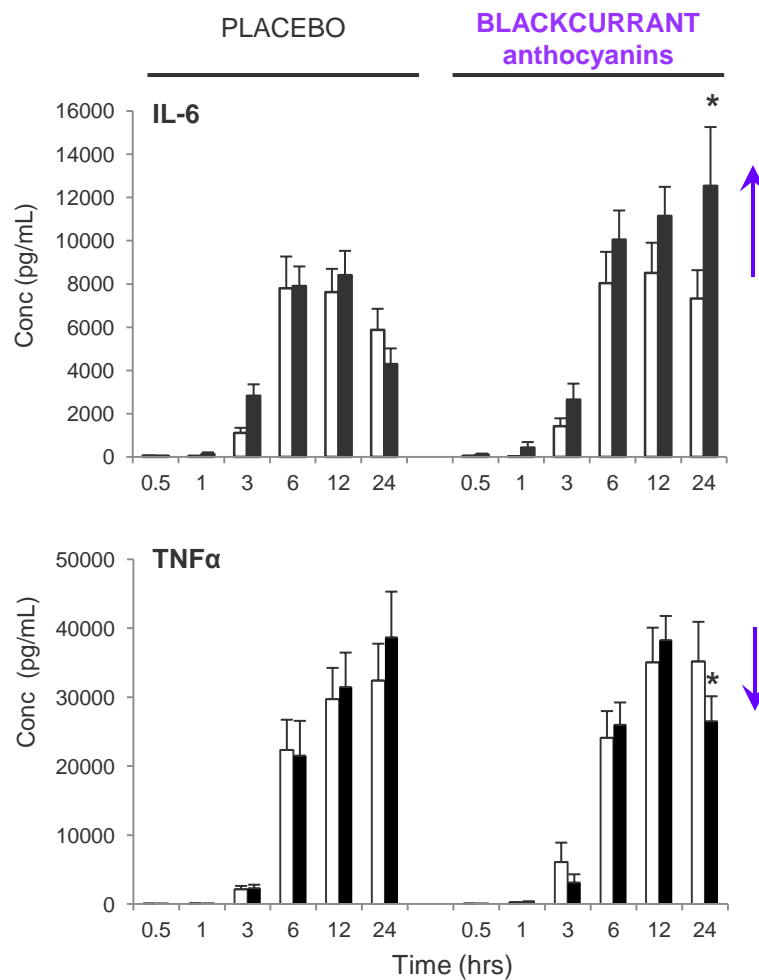 PLACEBO
BLACKCURRANT
anthocyanins
IL-6
*
Conc (pg/mL)
16000
14000
12000
10000
8000
6000
4000
2000
0
0.5 1 3 6 12 24 0.5 1 3 6 12 24
TNFα
*
Conc (pg/mL)
50000
40000
30000
20000
10000
0
0.5 1 3 6 12 24 0.5 1 3 6 12 24
Time (hrs)